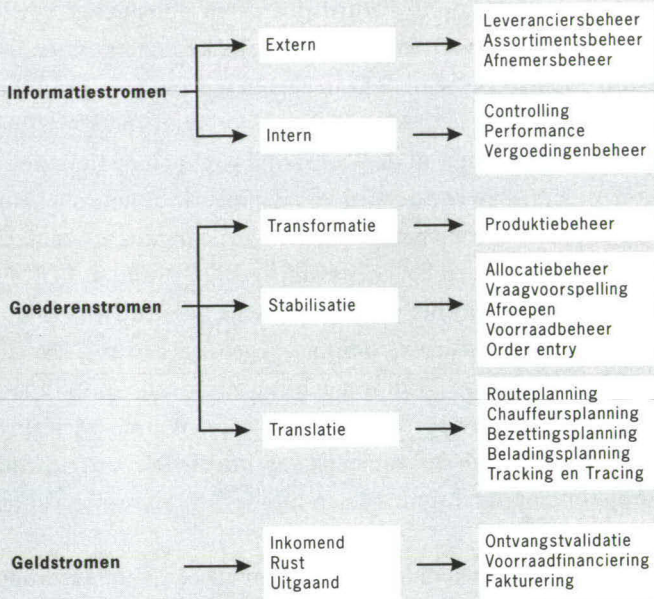 Informatiestromen
Extern
Leveranciersbeheer
Assortimentsbeheer
Afnemersbeheer
Intern
Controlling
Performance
Vergoedingenbeheer
Goederenstromen
Transformatie
Produktiebeheer
Stabilisatie
Allocatiebeheer
Vraagvoorspelling
Afroepen
Voorraadbeheer
Order entry
Translatie
Routeplanning
Chauffeursplanning
Bezettingsplanning
Beladingsplanning
Tracking en Tracing
Geldstromen
Inkomend
Rust
Uitgaand
Ontvangstvalidatie
Voorraadfinanciering
Fakturering